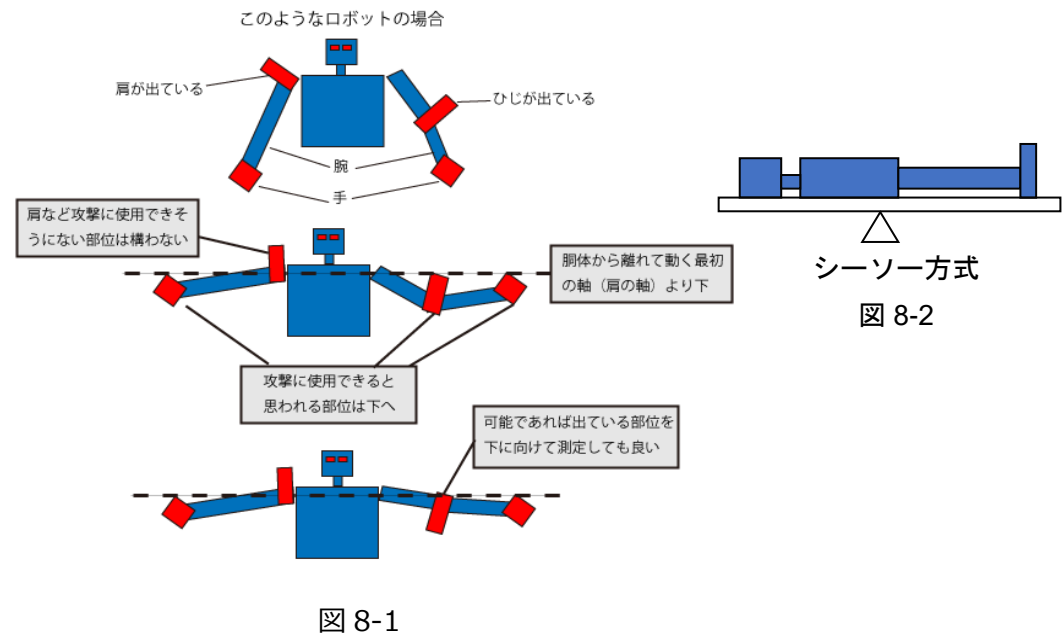 このようなロボットの場合
肩が出ている
ひじが出ている
腕
手
肩など攻撃に使用できそ
うにない部位は構わない
胴体から離れて動く最初
の軸（肩の軸）より下
攻撃に使用できると
思われる部位は下へ
可能であれば出ている部位を
下に向けて測定しても良い
図 8-1
シーソー方式
図 8-2